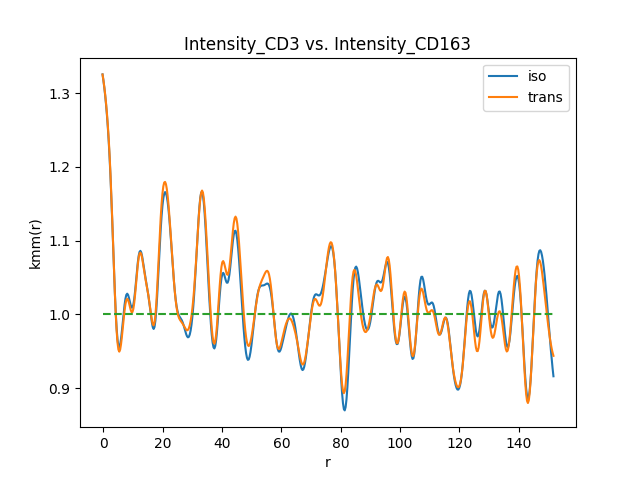 Intensity_CD3 vs. Intensity_CD163
iso
trans
kmm(r)
1.3
1.2
1.1
1.0
0.9
0 20 40 60 80 100 120 140
r